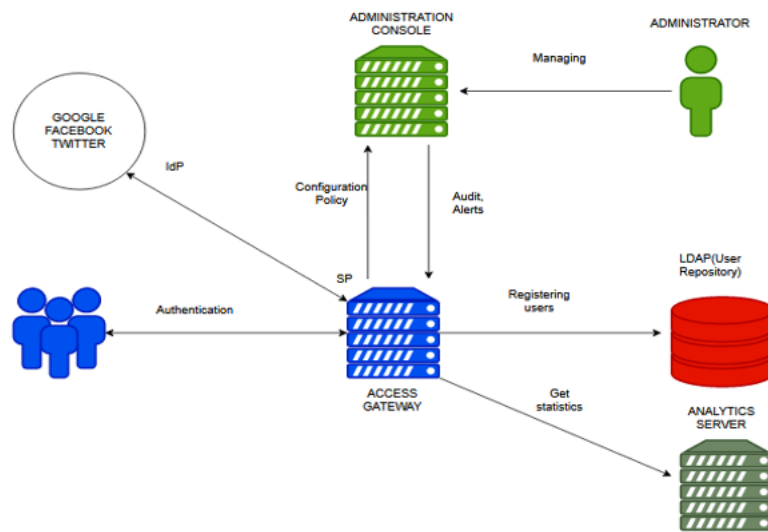 ADMINISTRATION
CONSOLE
ADMINISTRATOR
Managing
GOOGLE
FACEBOOK
TWITTER
IdP
Configuration
Policy
Audit,
Alerts
SP
LDAP(User
Repository)
Authentication
Registering
users
ACCESS
GATEWAY
Get
statistics
ANALYTICS
SERVER